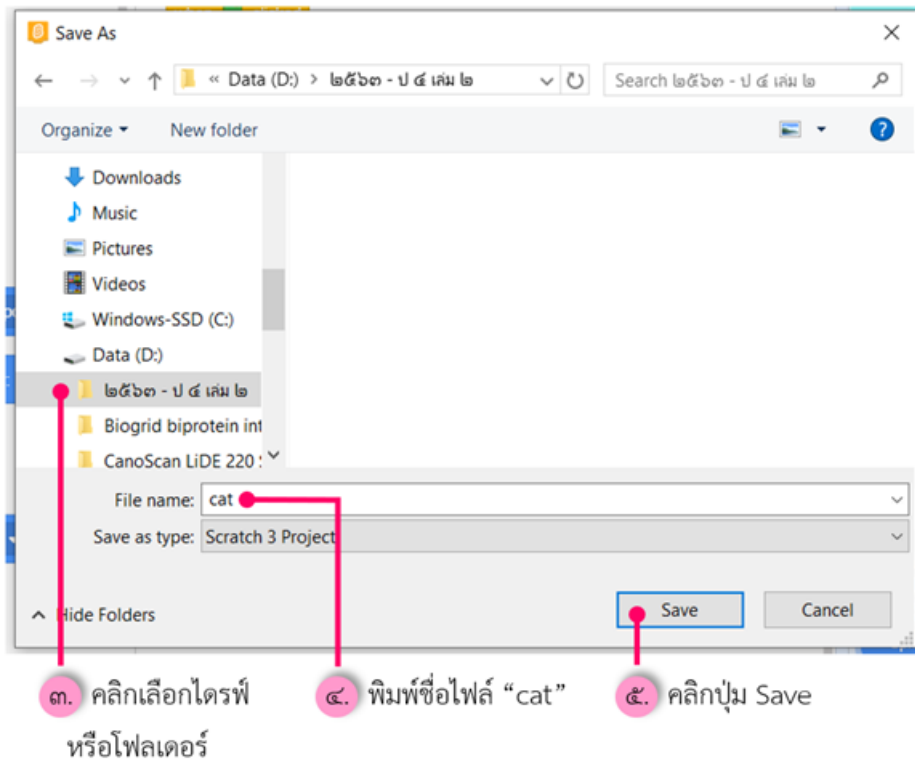 Save As
« Data (D:) › ๒๕๖๓ - ป ๔ เล่ม ๒
Search ๒๕๖๓ - ป ๔ เล่ม ๒
Organize
New folder
Downloads
Music
Pictures
Videos
Windows-SSD (C:)
Data (D:)
๒๕๖๓ - ป ๔ เล่ม ๒
Biogrid biprotein int
CanoScan LiDE 220
File name: cat
Save as type: Scratch 3 Project
Hide Folders
Save
Cancel
๓. คลิกเลือกไดรฟ์
หรือโฟลเดอร์
๔. พิมพ์ชื่อไฟล์ “cat”
๕. คลิกปุ่ม Save